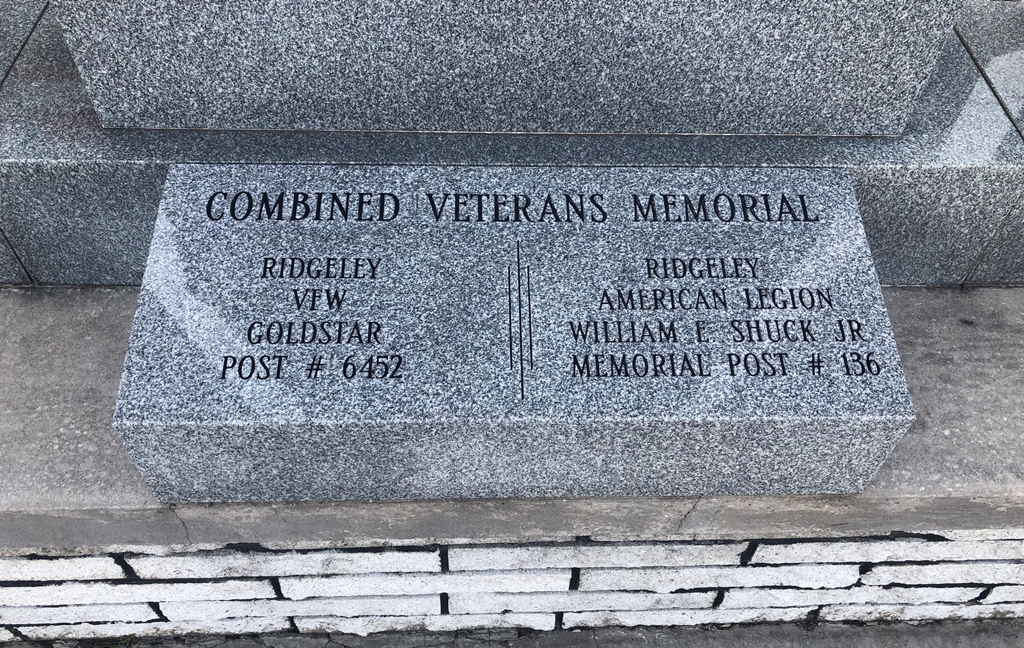 COMBINED VETERANS MEMORIAL
RIDGELEY
VFW
GOLDSTAR
POST # 6452
RIDGELEY
AMERICAN LEGION
WILLIAM E. SHUCK JR
MEMORIAL POST # 136